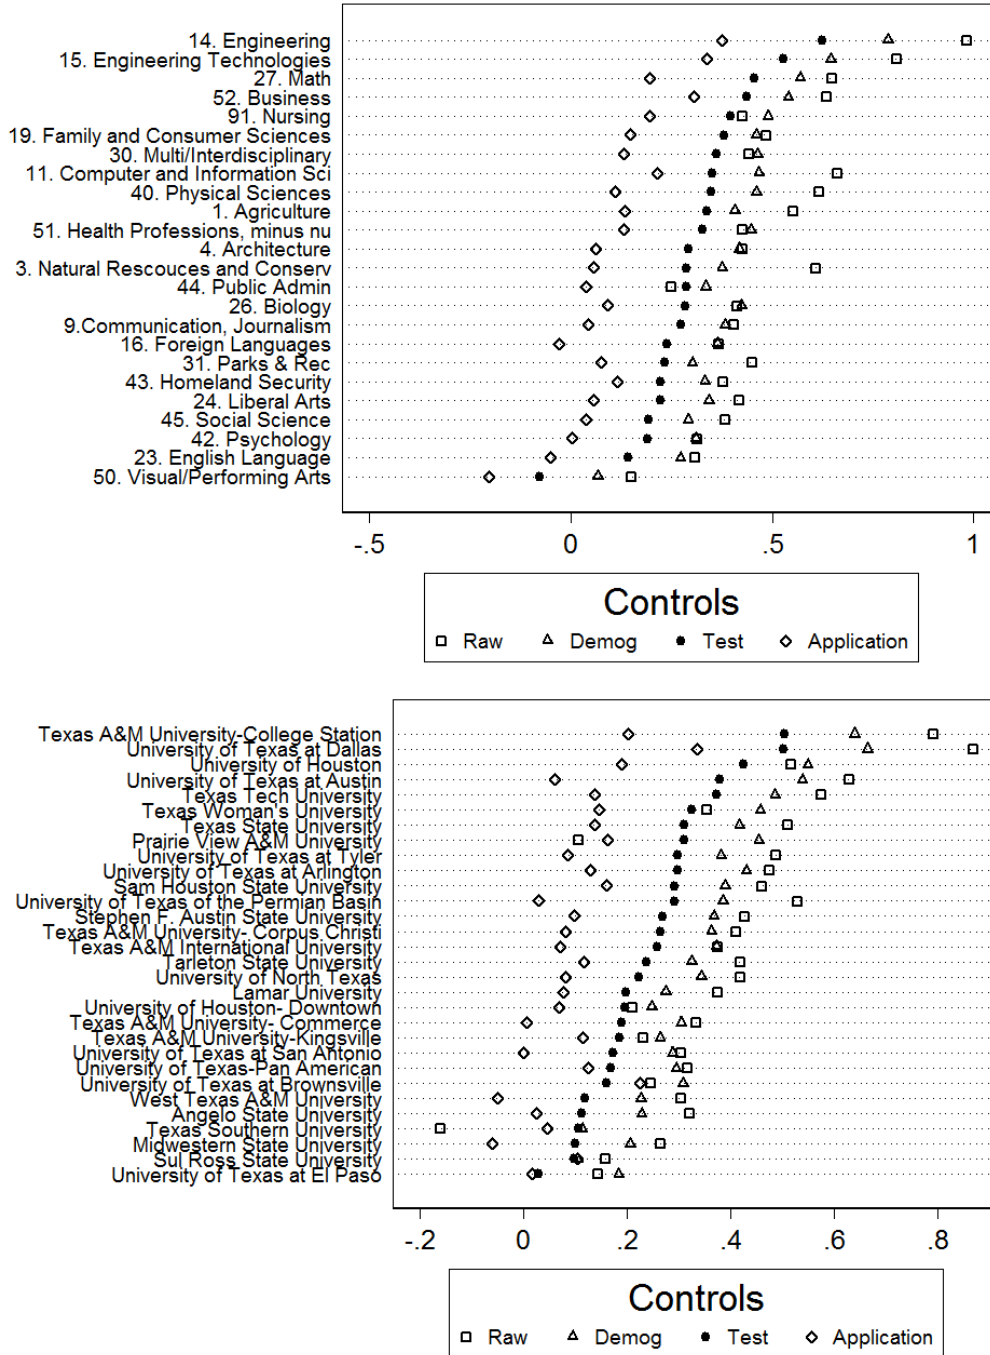 14. Engineering
15. Engineering Technologies
27. Math
52. Business
91. Nursing
19. Family and Consumer Sciences
30. Multi/Interdisciplinary
11. Computer and Information Sci
40. Physical Sciences
1. Agriculture
51. Health Professions, minus nu
4. Architecture
3. Natural Rescouces and Conserv
44. Public Admin
26. Biology
9.Communication, Journalism
16. Foreign Languages
31. Parks & Rec
43. Homeland Security
24. Liberal Arts
45. Social Science
42. Psychology
23. English Language
50. Visual/Performing Arts
-.5 0 .5 1
Controls
Raw Demog Test Application
Texas A&M University-College Station
University of Texas at Dallas
University of Houston
University of Texas at Austin
Texas Tech University
Texas Woman's University
Texas State University
Prairie View A&M University
University of Texas at Tyler
University of Texas at Arlington
Sam Houston State University
University of Texas of the Permian Basin
Stephen F. Austin State University
Texas A&M University- Corpus Christi
Texas A&M International University
Tarleton State University
University of North Texas
Lamar University
University of Houston- Downtown
Texas A&M University- Commerce
Texas A&M University-Kingsville
University of Texas at San Antonio
University of Texas-Pan American
University of Texas at Brownsville
West Texas A&M University
Angelo State University
Texas Southern University
Midwestern State University
Sul Ross State University
University of Texas at El Paso
-.2 0 .2 .4 .6 .8
Controls
Raw Demog Test Application